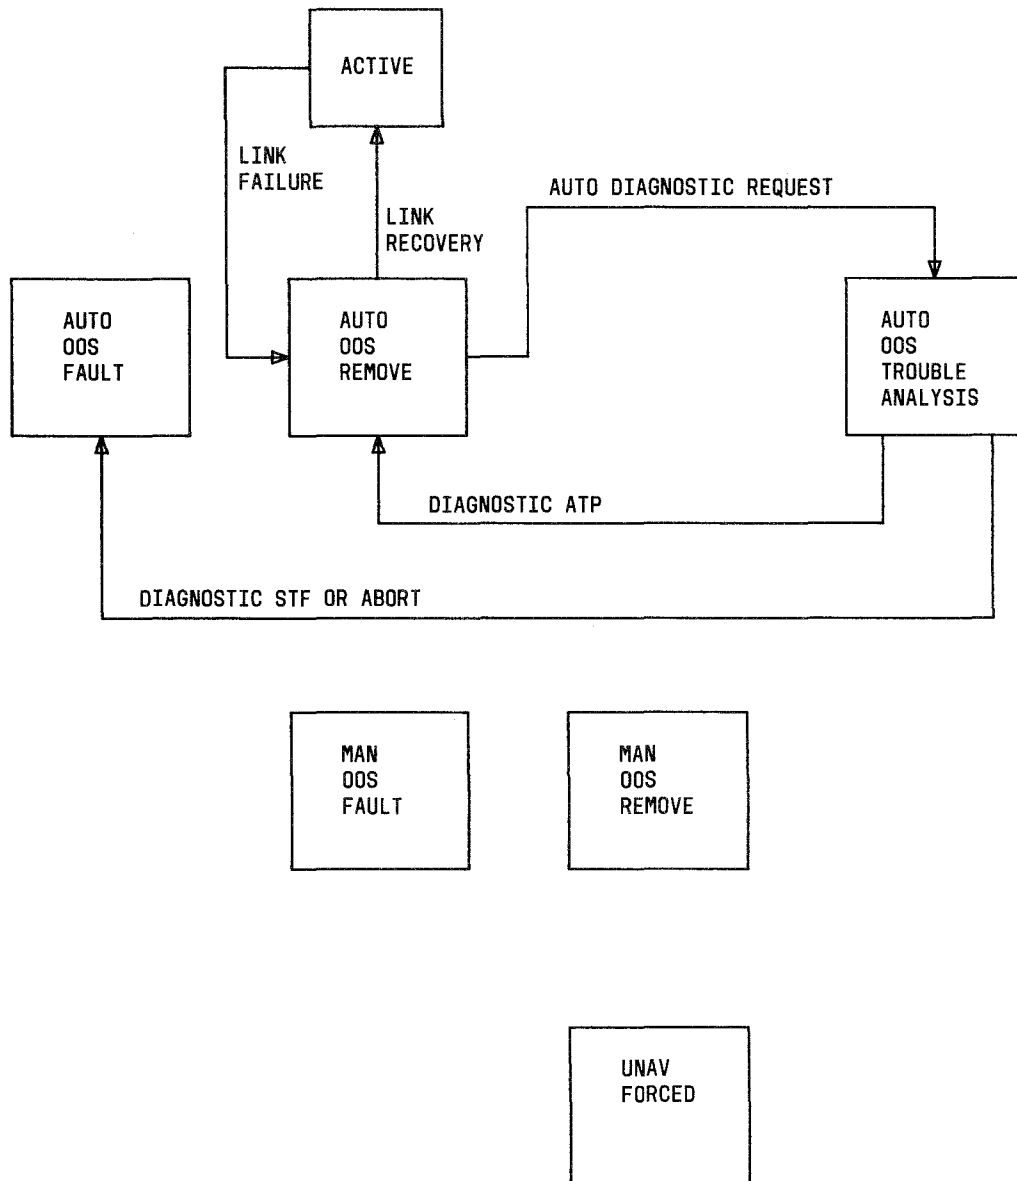 ACTIVE
LINK
FAILURE
LINK
RECOVERY
AUTO DIAGNOSTIC REQUEST
AUTO
OOS
FAULT
AUTO
OOS
REMOVE
AUTO
OOS
TROUBLE
ANALYSIS
DIAGNOSTIC ATP
DIAGNOSTIC STF OR ABORT
MAN
OOS
FAULT
MAN
OOS
REMOVE
UNAV
FORCED